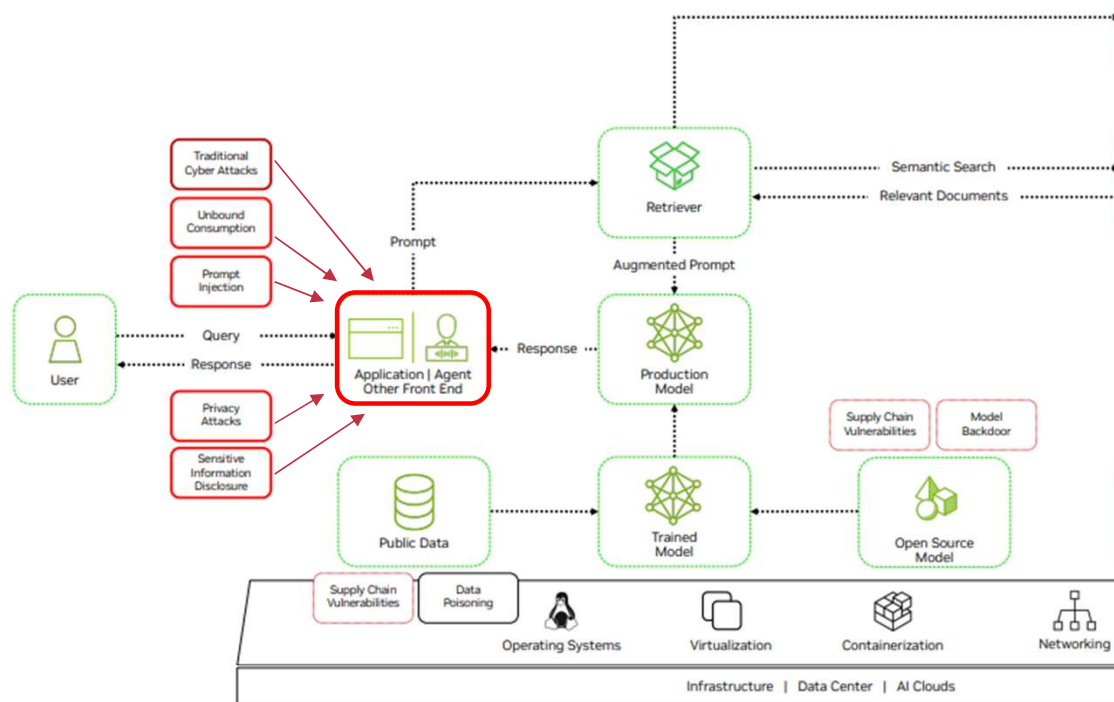 Traditional
Cyber Attacks
Unbound
Consumption
Prompt
Injection
Prompt
Retriever
Semantic Search
Relevant Documents
Augmented Prompt
User
Query
Response
Application | Agent
Other Front End
Response
Production
Model
Privacy
Attacks
Sensitive
Information
Disclosure
Supply Chain
Vulnerabilities
Model
Backdoor
Public Data
Trained
Model
Open Source
Model
Supply Chain
Vulnerabilities
Data
Poisoning
Operating Systems
Virtualization
Containerization
Networking
Infrastructure | Data Center | AI Clouds